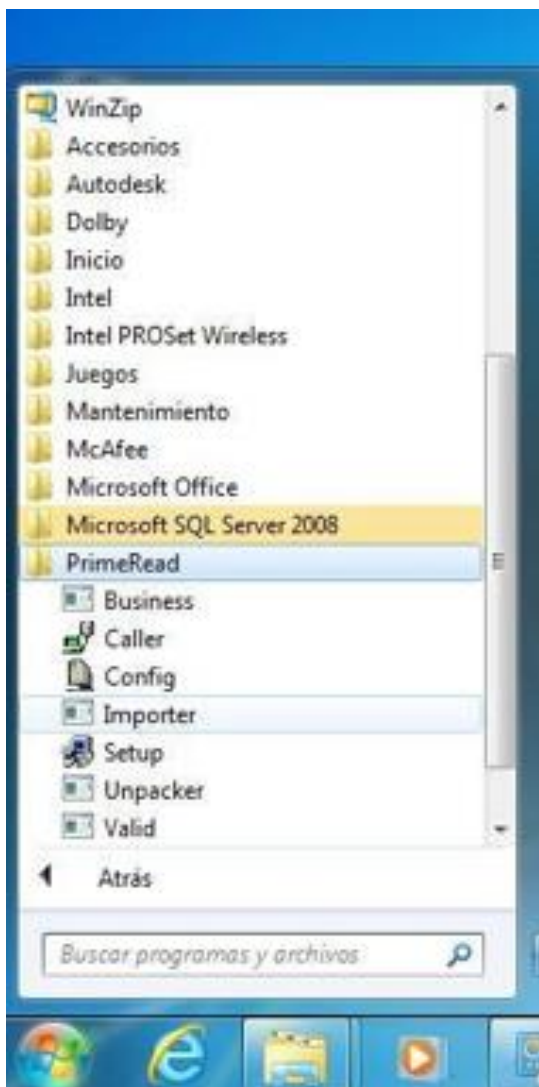 WinZip
Accesorios
Autodesk
Dolby
Inicio
Intel
Intel PROSet Wireless
Juegos
Mantenimiento
McAfee
Microsoft Office
Microsoft SQL Server 2008
PrimeRead
Business
Caller
Config
Importer
Setup
Unpacker
Valid
Atrás
Buscar programas y archivos